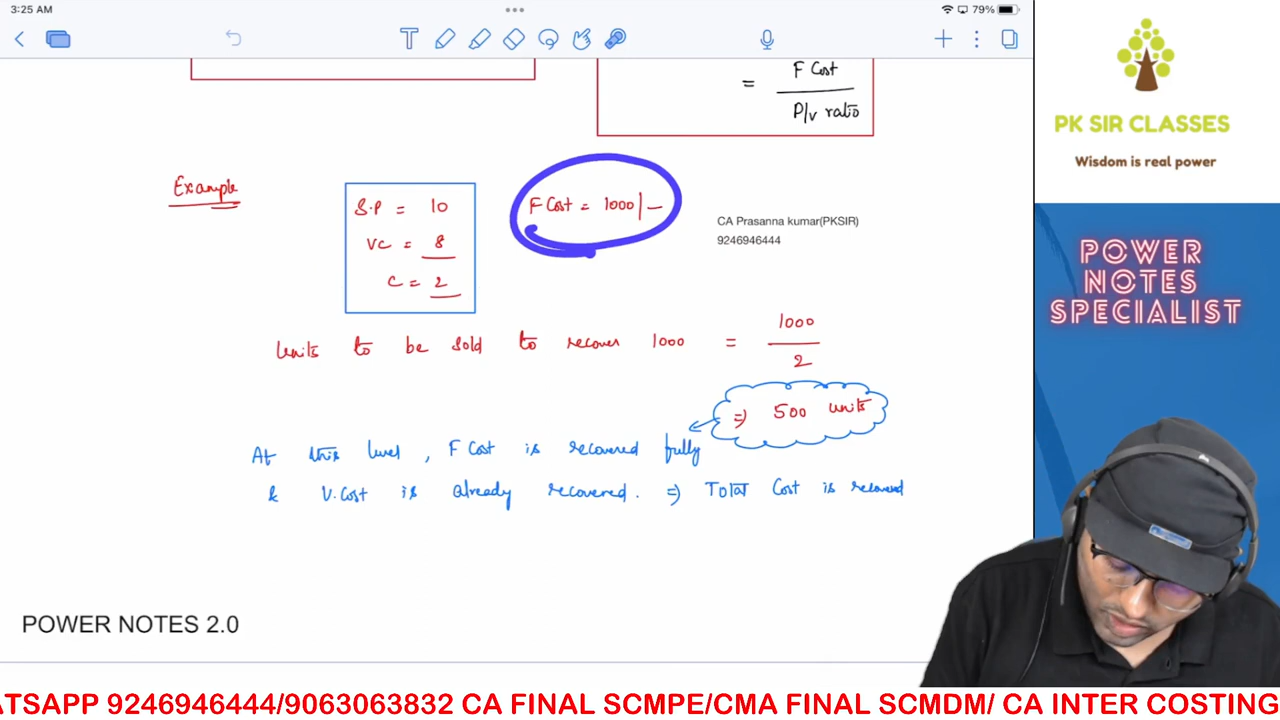 3:25 AM
79%
F Cost
=
P/v ratio
Example
S.P = 10
VC = 8
C = 2
F Cost = 1000/-
CA Prasanna kumar(PKSIR)
9246946444
Units to be sold to recover 1000 = 1000
2
=) 500 units
At this level, F Cost is recovered fully
& V.Cost is already recovered. =) Total Cost is recoverd
POWER NOTES 2.0
PK SIR CLASSES
Wisdom is real power
POWER
NOTES
SPECIALIST
ATSAPP 9246946444/9063063832 CA FINAL SCMPE/CMA FINAL SCMDM/ CA INTER COSTING